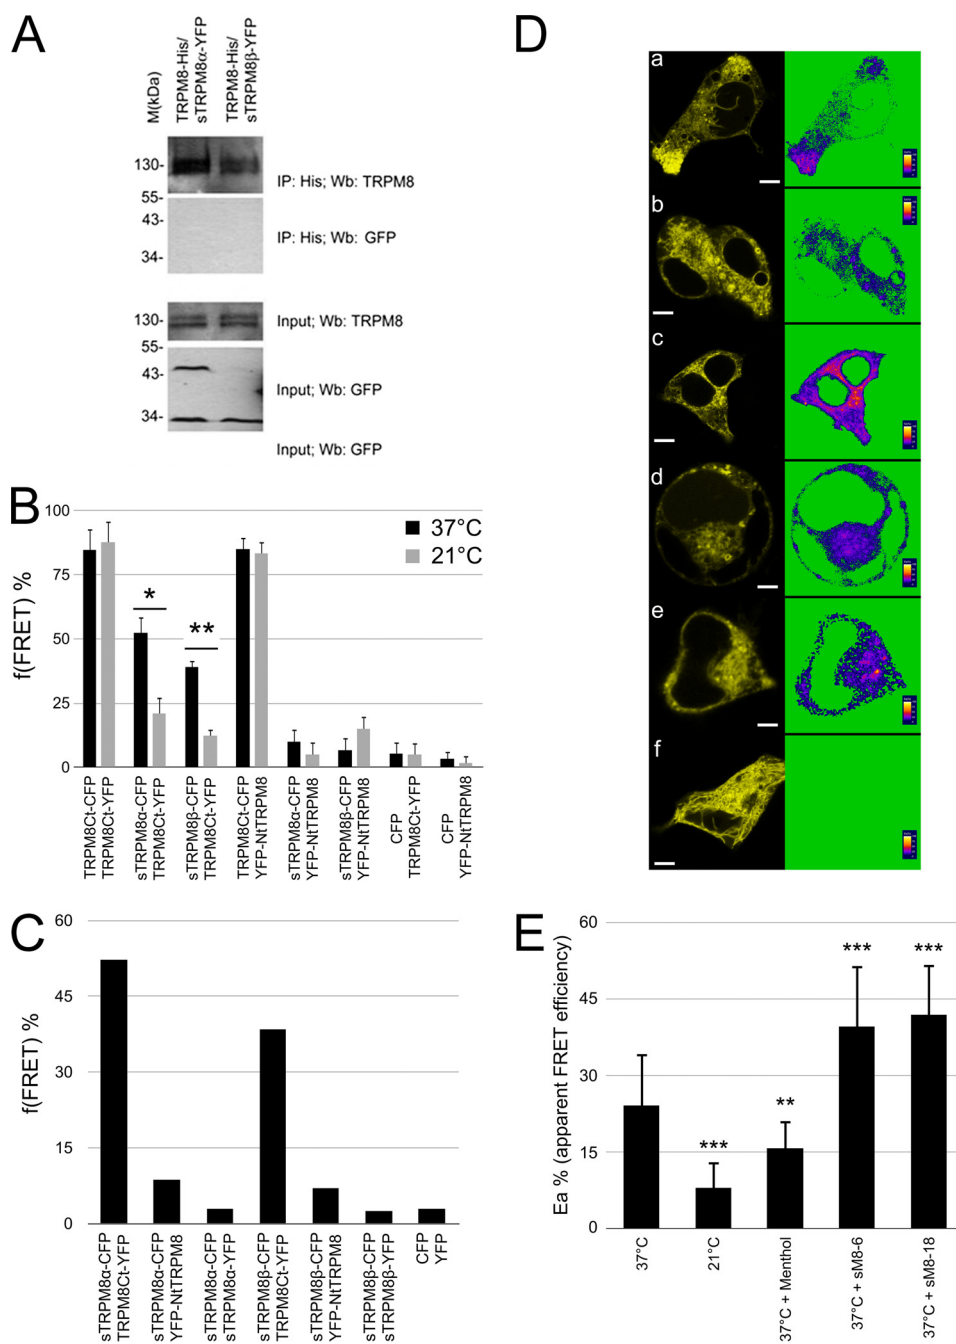 A
M(kDa)
TRPM8-His/
sTRPM8α-YFP
TRPM8-His/
sTRPM8β-YFP
130-
IP: His; Wb: TRPM8
55-
43-
IP: His; Wb: GFP
34-
130-
Input; Wb: TRPM8
55-
43-
Input; Wb: GFP
34-
Input; Wb: GFP
B
f(FRET) %
100
75
50
25
0
37°C
21°C
*
**
TRPM8Ct-CFP
TRPM8Ct-YFP
sTRPM8α-CFP
TRPM8Ct-YFP
sTRPM8β-CFP
TRPM8Ct-YFP
TRPM8Ct-CFP
YFP-NtTRPM8
sTRPM8α-CFP
YFP-NtTRPM8
sTRPM8β-CFP
YFP-NtTRPM8
CFP
TRPM8Ct-YFP
CFP
YFP-NtTRPM8
C
f(FRET) %
60
45
30
15
0
sTRPM8α-CFP
TRPM8Ct-YFP
sTRPM8α-CFP
YFP-NtTRPM8
sTRPM8α-CFP
sTRPM8α-YFP
sTRPM8β-CFP
TRPM8Ct-YFP
sTRPM8β-CFP
YFP-NtTRPM8
sTRPM8β-CFP
sTRPM8β-YFP
CFP
YFP
D
a
b
c
d
e
f
E
Ea % (apparent FRET efficiency)
60
45
30
15
0
***
**
***
***
37°C
21°C
37°C + Menthol
37°C + sM8-6
37°C + sM8-18